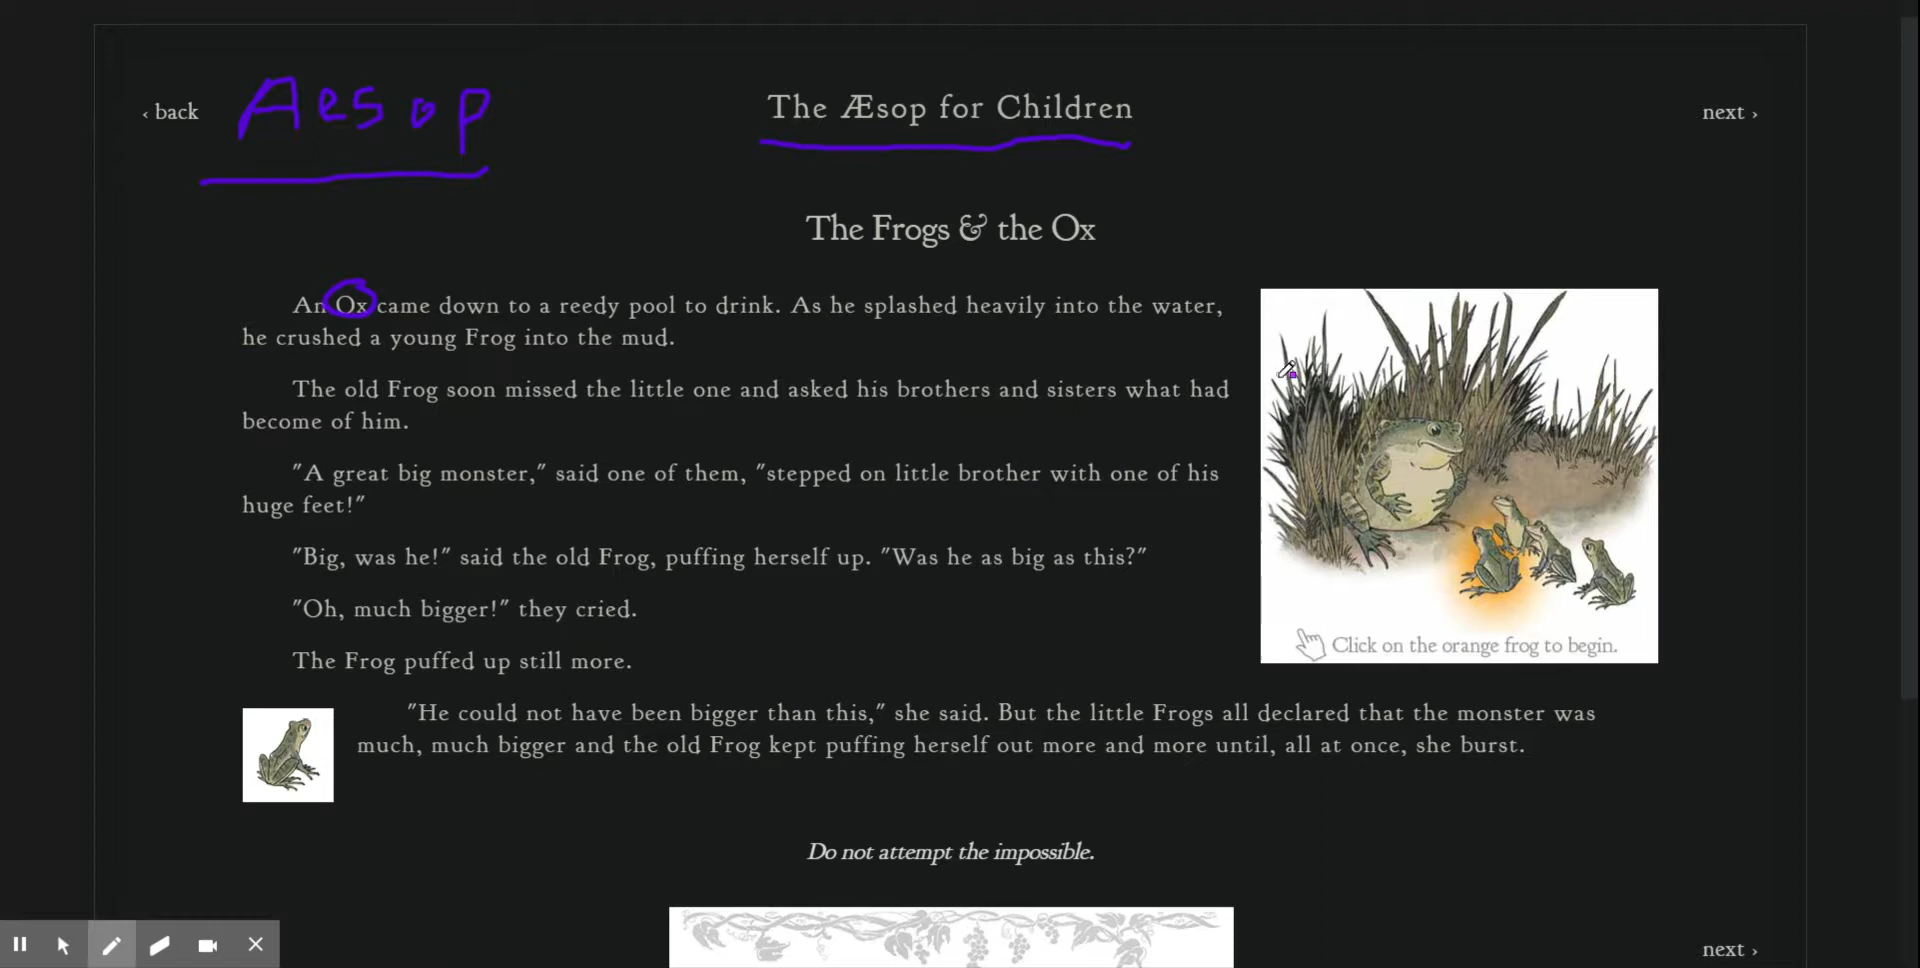 ‹ back
Aesop
The Æsop for Children
next ›
The Frogs & the Ox
An Ox came down to a reedy pool to drink. As he splashed heavily into the water,
he crushed a young Frog into the mud.
The old Frog soon missed the little one and asked his brothers and sisters what had
become of him.
"A great big monster," said one of them, "stepped on little brother with one of his
huge feet!"
"Big, was he!" said the old Frog, puffing herself up. "Was he as big as this?"
"Oh, much bigger!" they cried.
The Frog puffed up still more.
Click on the orange frog to begin.
"He could not have been bigger than this," she said. But the little Frogs all declared that the monster was
much, much bigger and the old Frog kept puffing herself out more and more until, all at once, she burst.
Do not attempt the impossible.
next ›